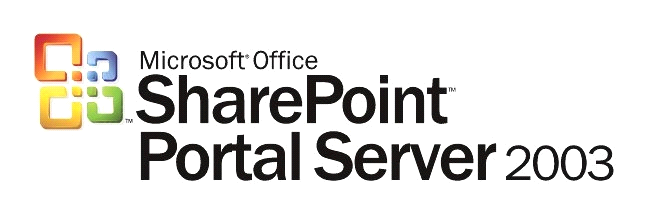 Microsoft® Office
SharePoint™
Portal Server 2003